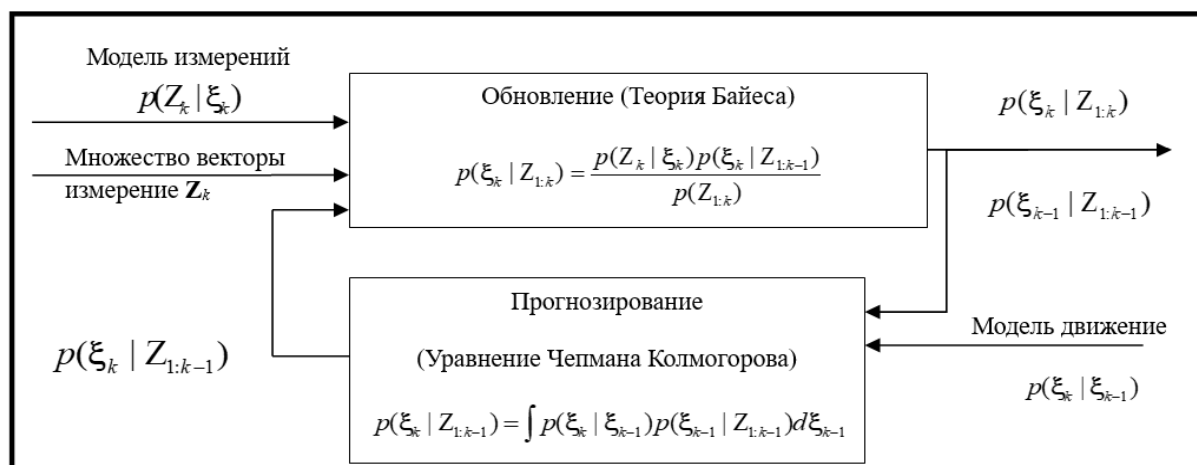 Модель измерений
p(Z_k | ξ_k)
Множество векторы
измерение Z_k
Обновление (Теория Байеса)
p(ξ_k | Z_{1:k}) = \frac{p(Z_k | ξ_k) p(ξ_k | Z_{1:k-1})}{p(Z_{1:k})}
p(ξ_k | Z_{1:k})
p(ξ_{k-1} | Z_{1:k-1})
p(ξ_k | Z_{1:k-1})
Прогнозирование
(Уравнение Чепмана Колмогорова)
p(ξ_k | Z_{1:k-1}) = ∫ p(ξ_k | ξ_{k-1}) p(ξ_{k-1} | Z_{1:k-1}) dξ_{k-1}
Модель движение
p(ξ_k | ξ_{k-1})